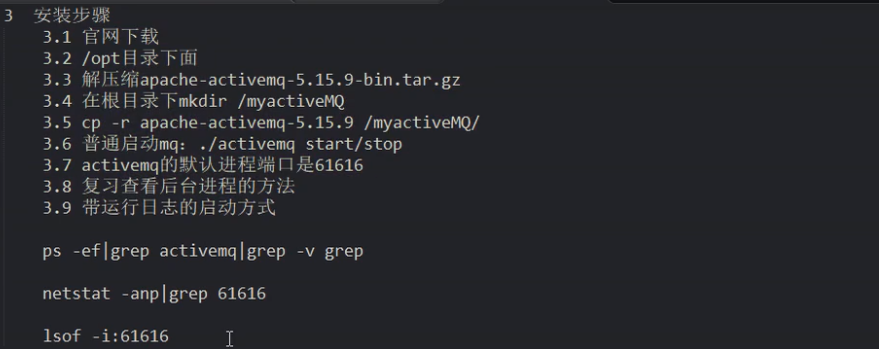 3 安装步骤
3.1 官网下载
3.2 /opt目录下面
3.3 解压缩apache-activemq-5.15.9-bin.tar.gz
3.4 在根目录下mkdir /myactiveMQ
3.5 cp -r apache-activemq-5.15.9 /myactiveMQ/
3.6 普通启动mq: ./activemq start/stop
3.7 activemq的默认进程端口是61616
3.8 复习查看后台进程的方法
3.9 带运行日志的启动方式
ps -ef|grep activemq|grep -v grep
netstat -anp|grep 61616
lsof -i:61616